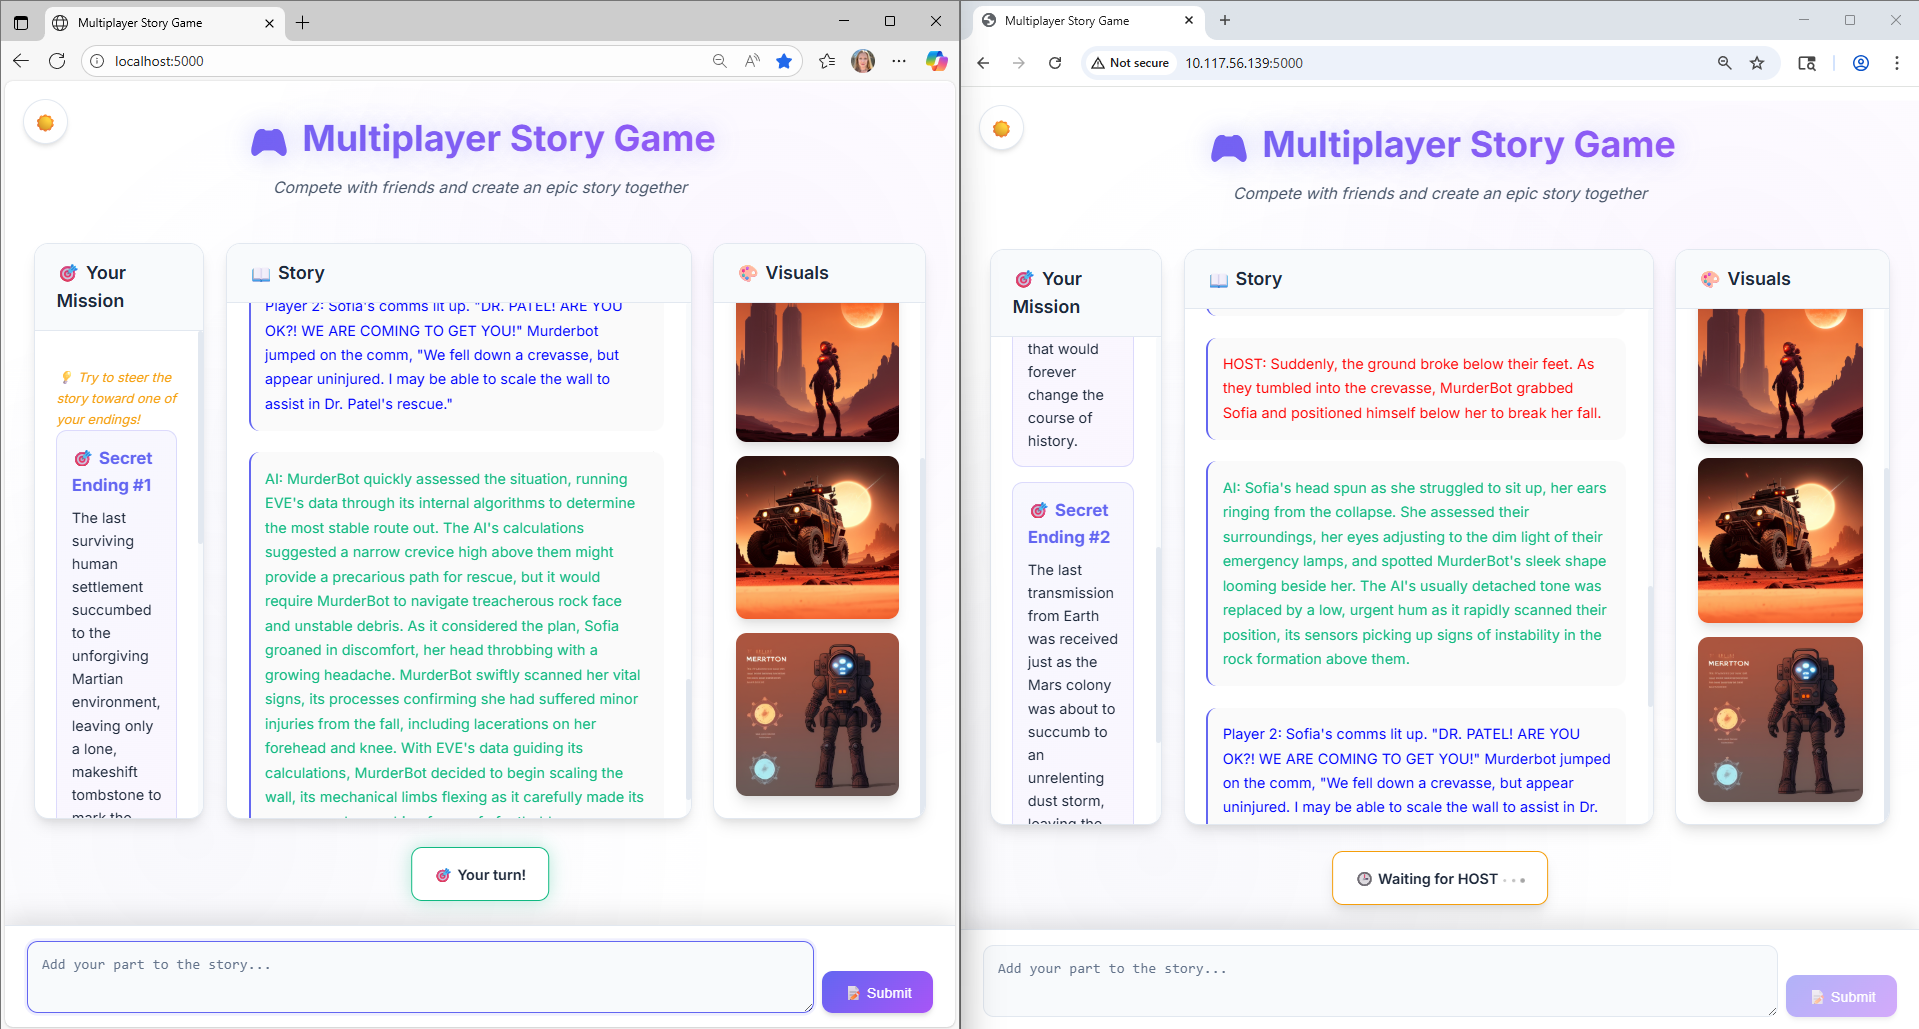 Multiplayer Story Game
localhost:5000
Multiplayer Story Game
Compete with friends and create an epic story together
Your
Mission
Try to steer the
story toward one of
your endings!
Secret
Ending #1
The last
surviving
human
settlement
succumbed
to the
unforgiving
Martian
environment,
leaving only
a lone,
makeshift
tombstone to
mark the
Story
Player 2: Sofia's comms lit up. "DR. PATEL! ARE YOU
OK?! WE ARE COMING TO GET YOU!" Murderbot
jumped on the comm, "We fell down a crevasse, but
appear uninjured. I may be able to scale the wall to
assist in Dr. Patel's rescue."
AI: MurderBot quickly assessed the situation, running
EVE's data through its internal algorithms to determine
the most stable route out. The AI's calculations
suggested a narrow crevice high above them might
provide a precarious path for rescue, but it would
require MurderBot to navigate treacherous rock face
and unstable debris. As it considered the plan, Sofia
groaned in discomfort, her head throbbing with a
growing headache. MurderBot swiftly scanned her vital
signs, its processes confirming she had suffered minor
injuries from the fall, including lacerations on her
forehead and knee. With EVE's data guiding its
calculations, MurderBot decided to begin scaling the
wall, its mechanical limbs flexing as it carefully made its
Visuals
MERRTTON
Your turn!
Add your part to the story...
Submit
Multiplayer Story Game
Not secure
10.117.56.139:5000
Multiplayer Story Game
Compete with friends and create an epic story together
Your
Mission
that would
forever
change the
course of
history.
Secret
Ending #2
The last
transmission
from Earth
was received
just as the
Mars colony
was about to
succumb to
an
unrelenting
dust storm,
leaving the
Story
HOST: Suddenly, the ground broke below their feet. As
they tumbled into the crevasse, MurderBot grabbed
Sofia and positioned himself below her to break her fall.
AI: Sofia's head spun as she struggled to sit up, her ears
ringing from the collapse. She assessed their
surroundings, her eyes adjusting to the dim light of their
emergency lamps, and spotted MurderBot's sleek shape
looming beside her. The AI's usually detached tone was
replaced by a low, urgent hum as it rapidly scanned their
position, its sensors picking up signs of instability in the
rock formation above them.
Player 2: Sofia's comms lit up. "DR. PATEL! ARE YOU
OK?! WE ARE COMING TO GET YOU!" Murderbot jumped
on the comm, "We fell down a crevasse, but appear
uninjured. I may be able to scale the wall to assist in Dr.
Visuals
MERRTTON
Waiting for HOST
Add your part to the story...
Submit